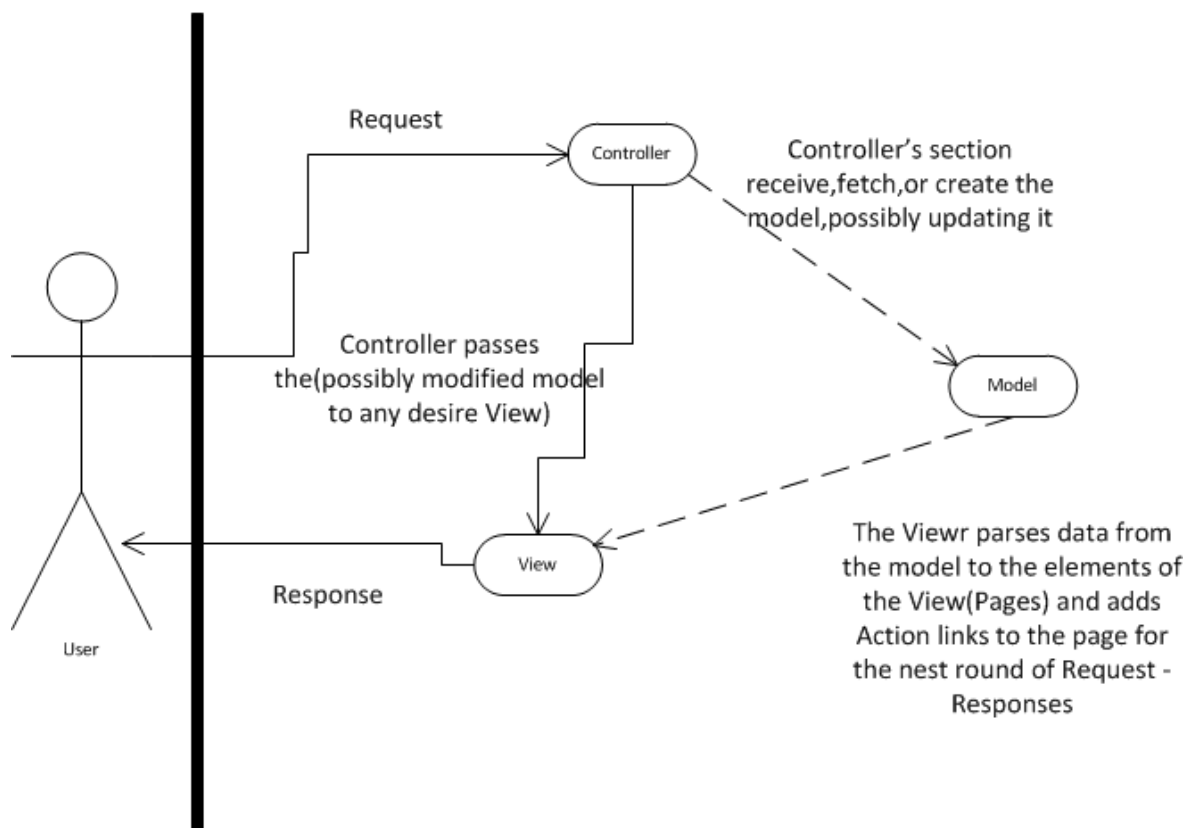 Request
Controller
Controller's section
receive,fetch,or create the
model,possibly updating it
Controller passes
the(possibly modified model
to any desire View)
Model
View
Response
The Viewr parses data from
the model to the elements of
the View(Pages) and adds
Action links to the page for
the nest round of Request -
Responses
User